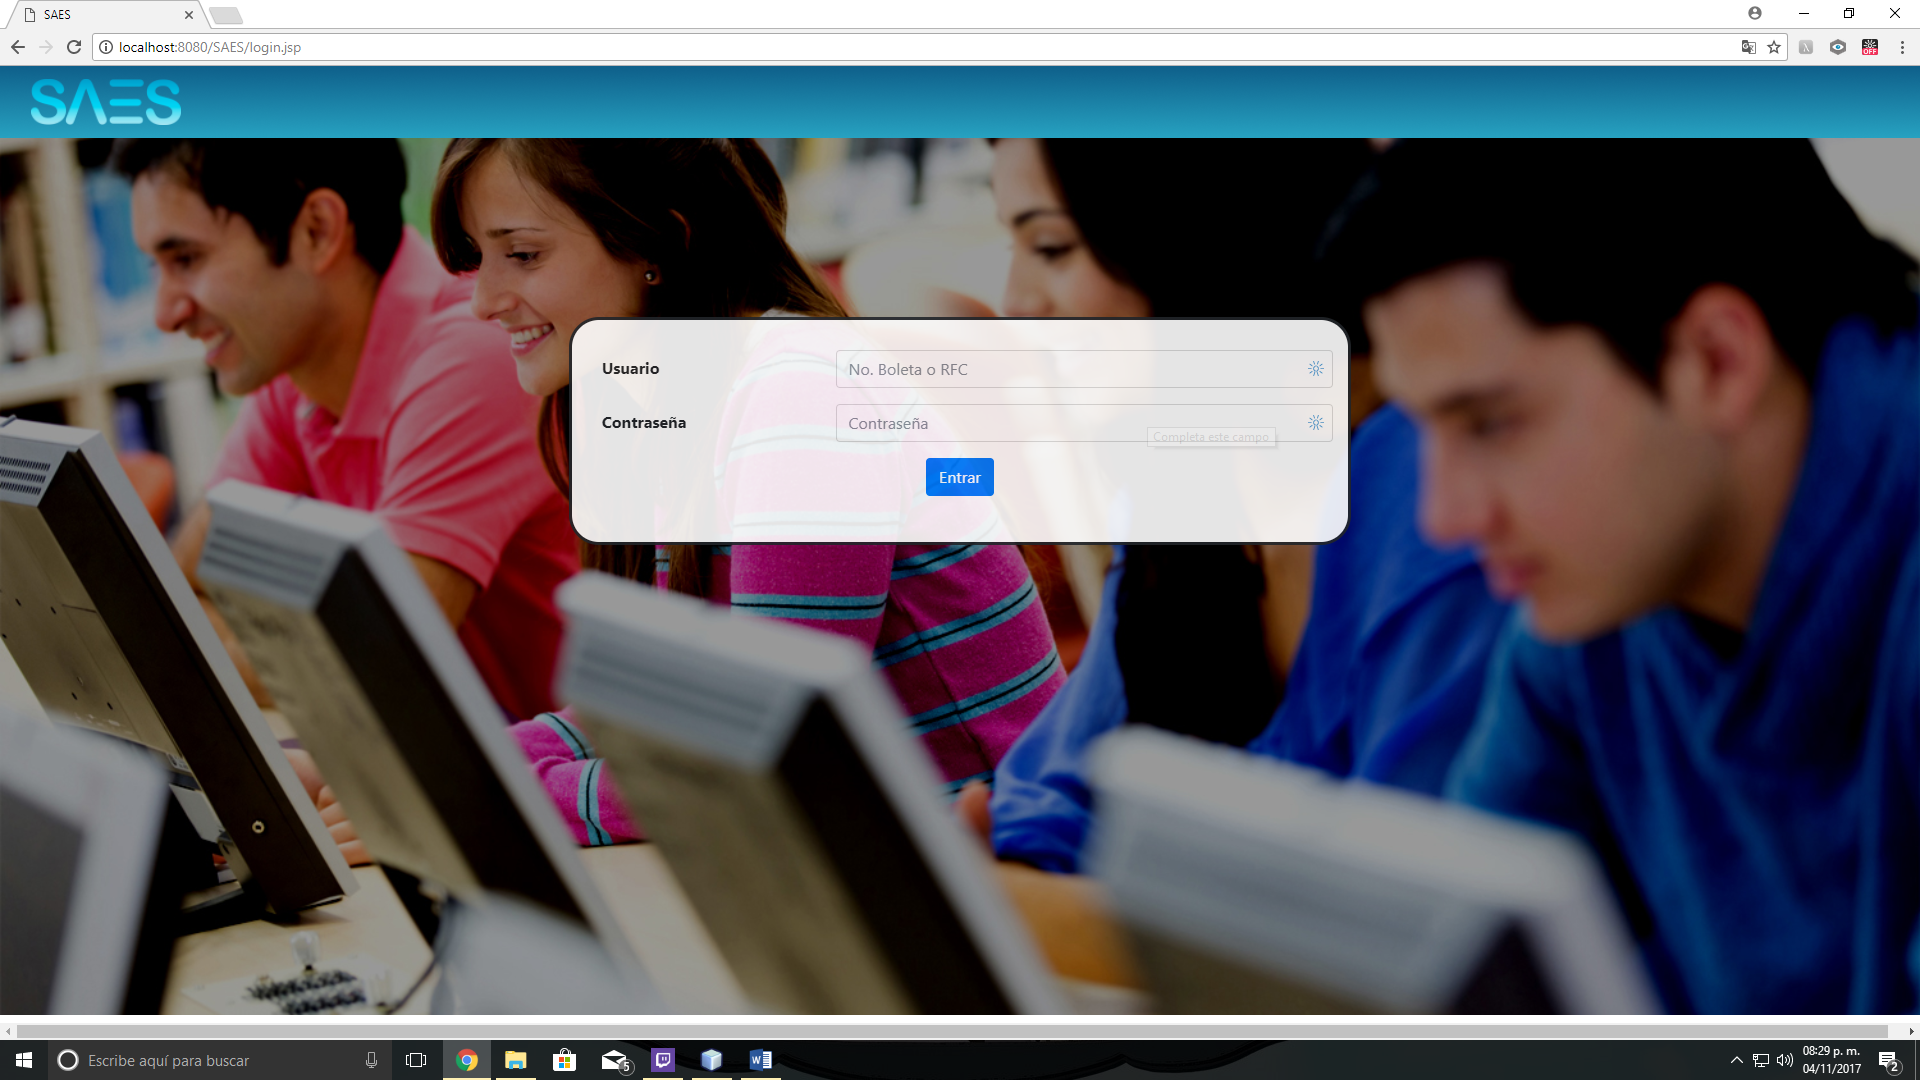 SAES
localhost:8080/SAES/login.jsp
OFF
SAES
Usuario
No. Boleta o RFC
Contraseña
Contraseña
Completa este campo
Entrar
Escribe aquí para buscar
5
08:29 p. m.
04/11/2017
2